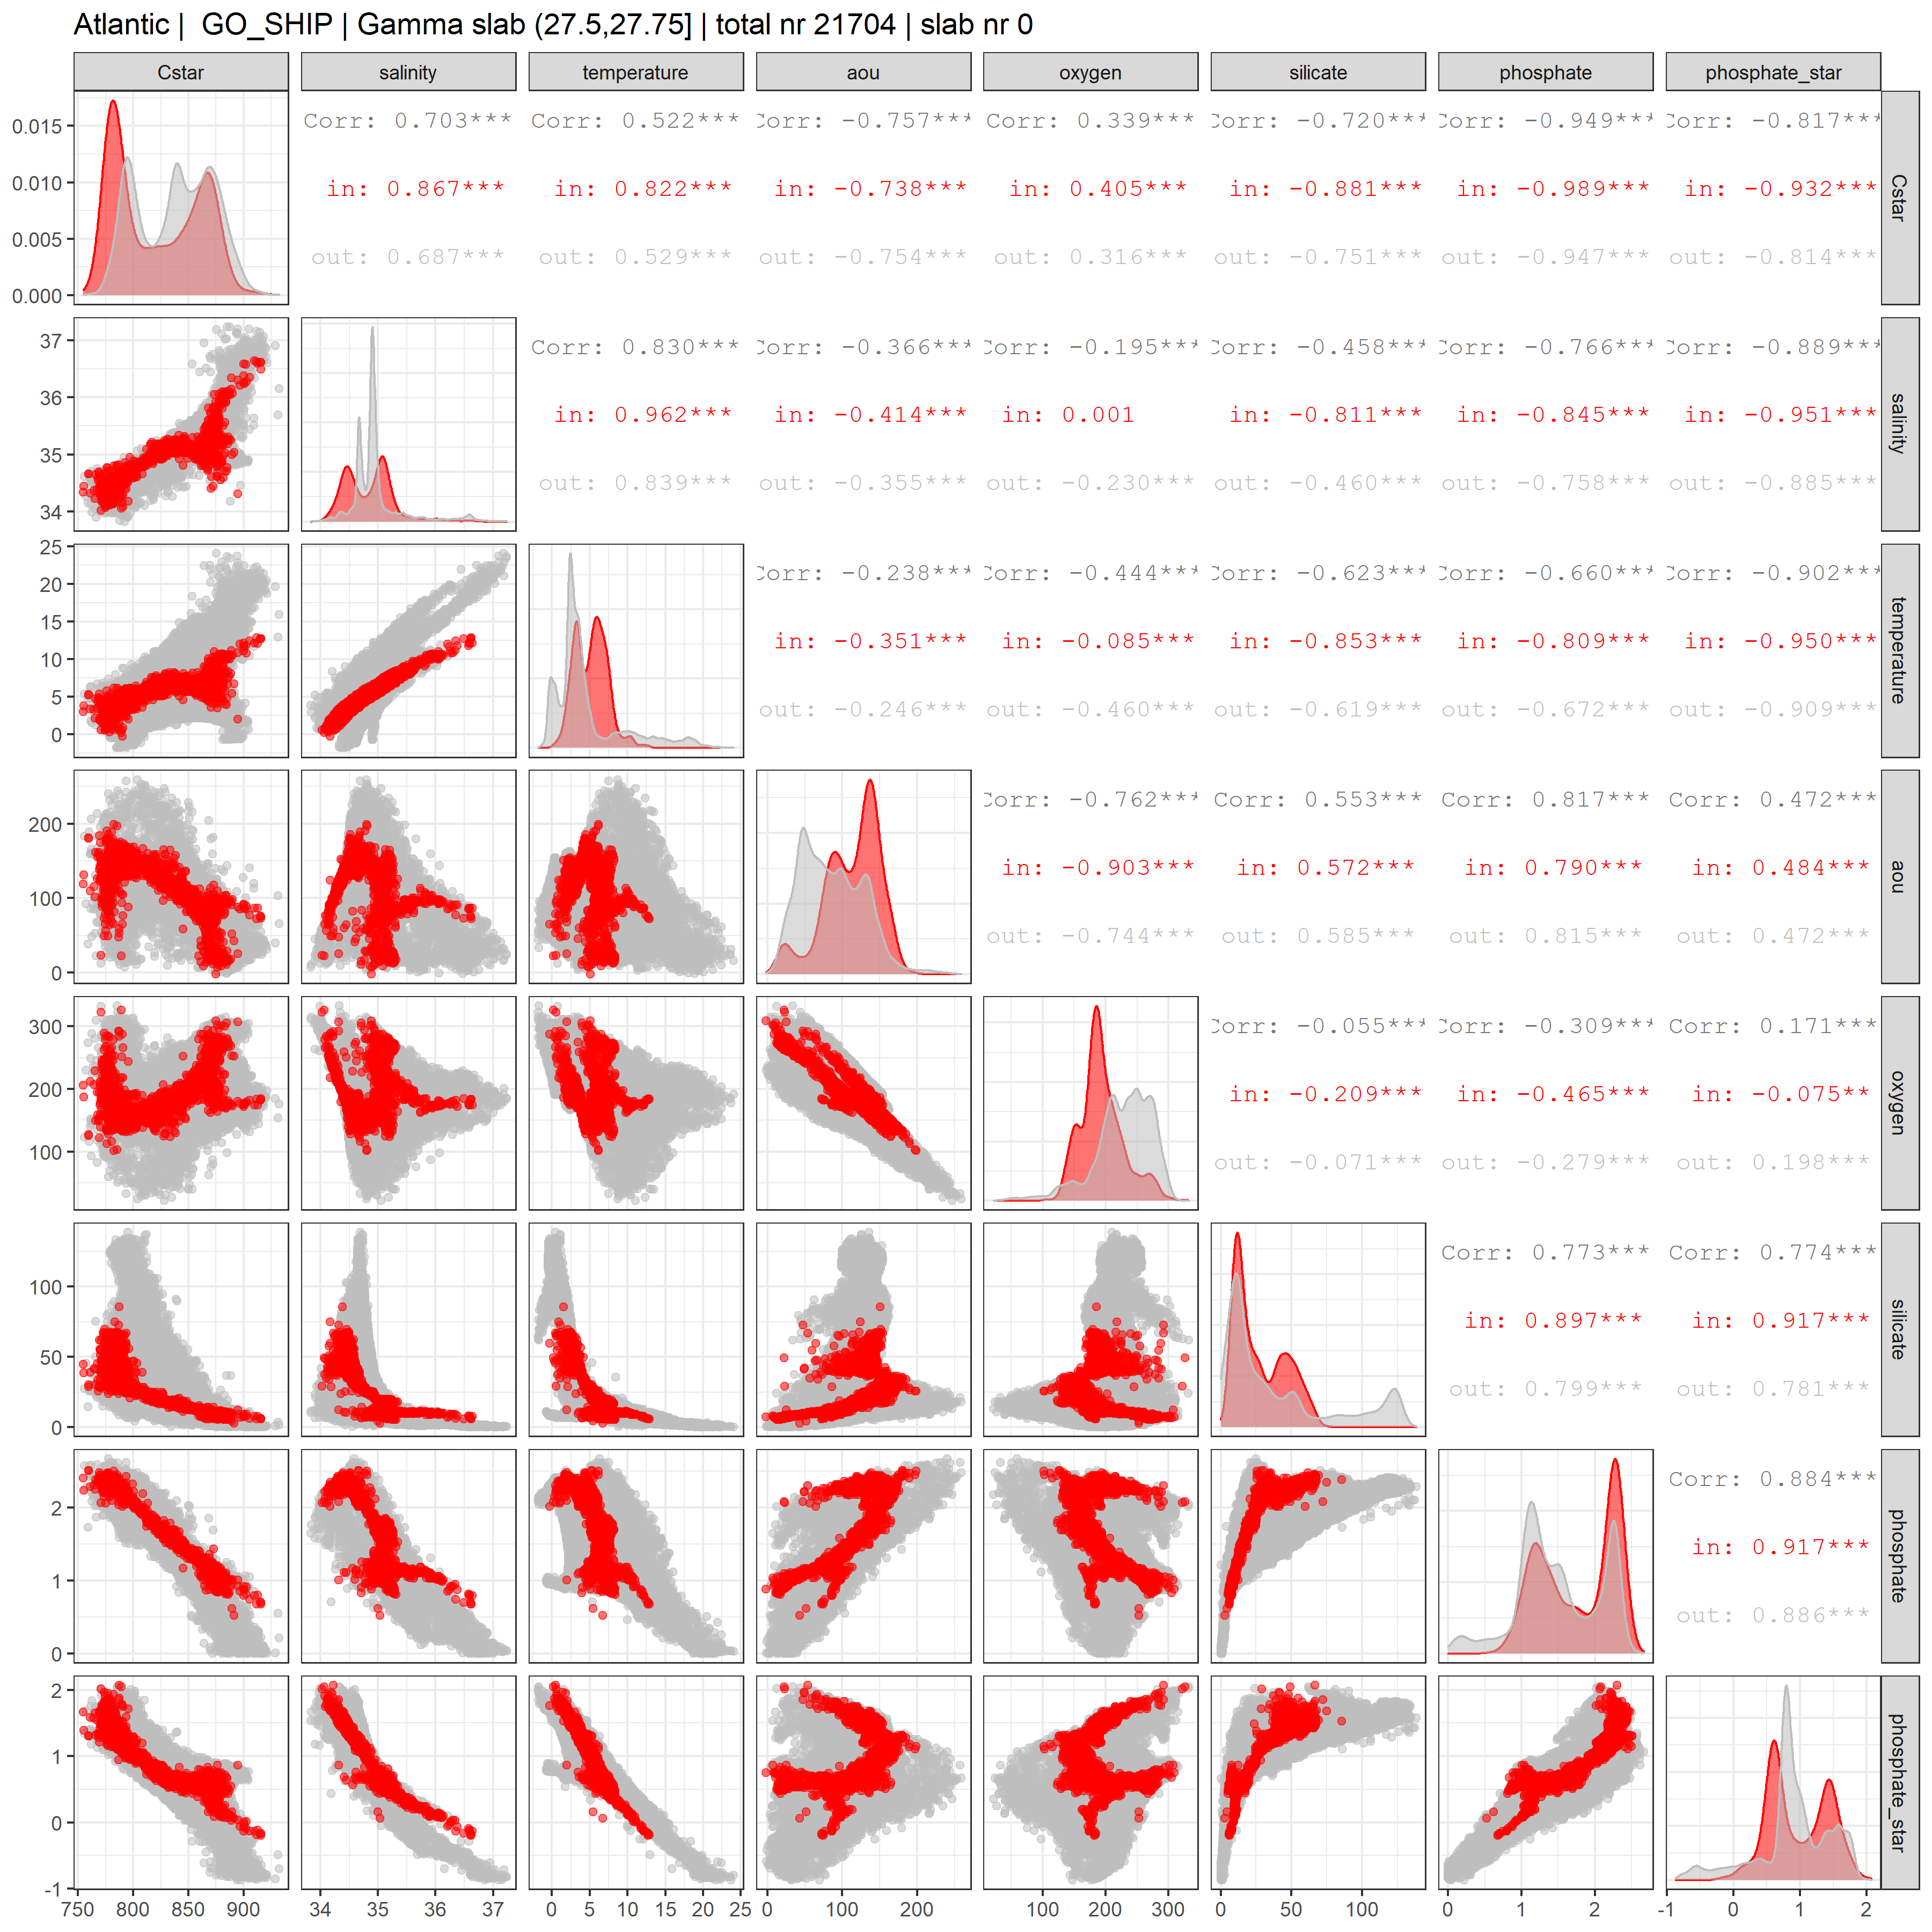 Atlantic | GO_SHIP | Gamma slab (27.5,27.75] | total nr 21704 | slab nr 0
Cstar salinity temperature aou oxygen silicate phosphate phosphate_star
0.015
0.010
0.005
0.000
Corr: 0.703*** Corr: 0.522*** Corr: -0.757*** Corr: 0.339*** Corr: -0.720*** Corr: -0.949*** Corr: -0.817***
in: 0.867*** in: 0.822*** in: -0.738*** in: 0.405*** in: -0.881*** in: -0.989*** in: -0.932***
out: 0.687*** out: 0.529*** out: -0.754*** out: 0.316*** out: -0.751*** out: -0.947*** out: -0.814***
Cstar
37
36
35
34
Corr: 0.830*** Corr: -0.366*** Corr: -0.195*** Corr: -0.458*** Corr: -0.766*** Corr: -0.889***
in: 0.962*** in: -0.414*** in: 0.001 in: -0.811*** in: -0.845*** in: -0.951***
out: 0.839*** out: -0.355*** out: -0.230*** out: -0.460*** out: -0.758*** out: -0.885***
salinity
25
20
15
10
5
0
Corr: -0.238*** Corr: -0.444*** Corr: -0.623*** Corr: -0.660*** Corr: -0.902***
in: -0.351*** in: -0.085*** in: -0.853*** in: -0.809*** in: -0.950***
out: -0.246*** out: -0.460*** out: -0.619*** out: -0.672*** out: -0.909***
temperature
200
100
0
Corr: -0.762*** Corr: 0.553*** Corr: 0.817*** Corr: 0.472***
in: -0.903*** in: 0.572*** in: 0.790*** in: 0.484***
out: -0.744*** out: 0.585*** out: 0.815*** out: 0.472***
aou
300
200
100
Corr: -0.055*** Corr: -0.309*** Corr: 0.171***
in: -0.209*** in: -0.465*** in: -0.075**
out: -0.071*** out: -0.279*** out: 0.198***
oxygen
100
50
0
Corr: 0.773*** Corr: 0.774***
in: 0.897*** in: 0.917***
out: 0.799*** out: 0.781***
silicate
2
1
0
Corr: 0.884***
in: 0.917***
out: 0.886***
phosphate
2
1
0
-1
phosphate_star
750 800 850 900 34 35 36 37 0 5 10 15 20 25 0 100 200 100 200 300 0 50 100 0 1 2 -1 0 1 2